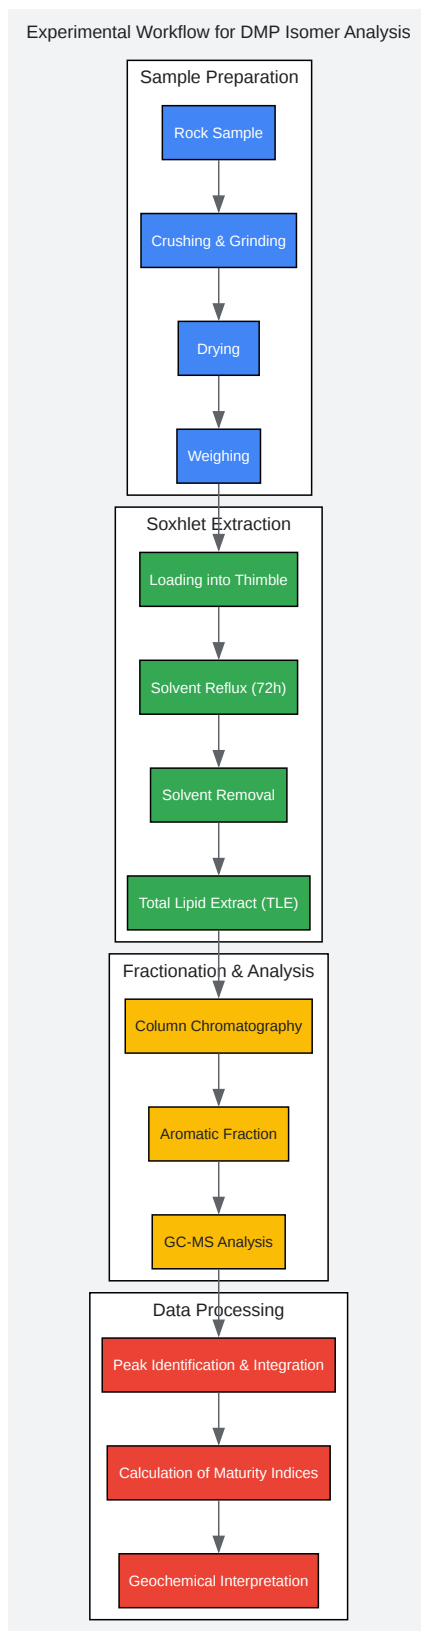 Experimental Workflow for DMP Isomer Analysis
Sample Preparation
Rock Sample
Crushing & Grinding
Drying
Weighing
Soxhlet Extraction
Loading into Thimble
Solvent Reflux (72h)
Solvent Removal
Total Lipid Extract (TLE)
Fractionation & Analysis
Column Chromatography
Aromatic Fraction
GC-MS Analysis
Data Processing
Peak Identification & Integration
Calculation of Maturity Indices
Geochemical Interpretation